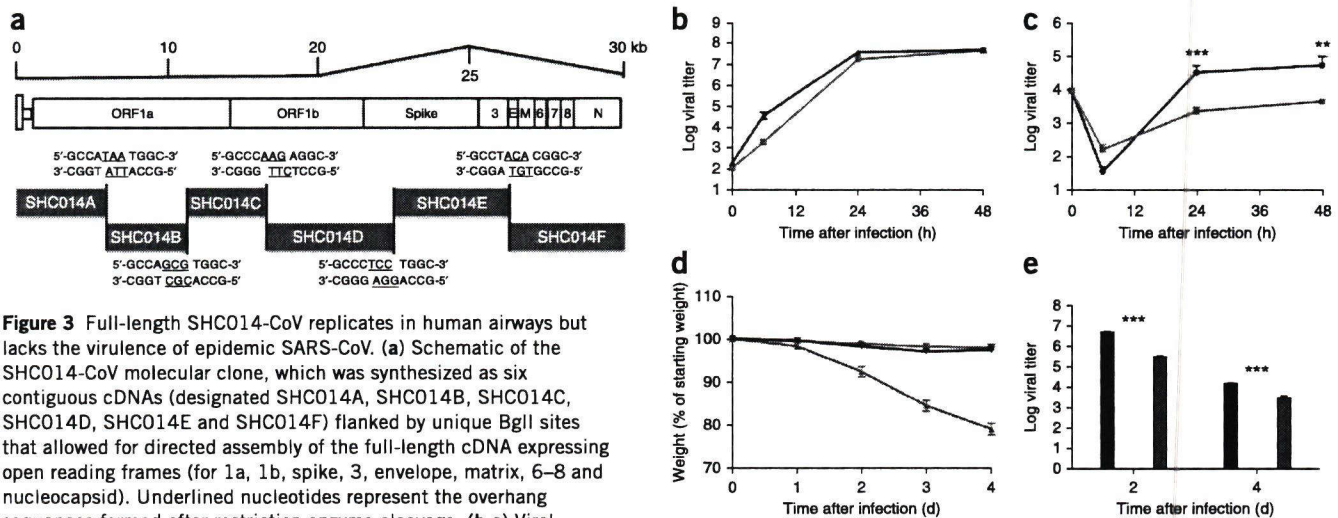 a
0 10 20 25 30 kb
ORF1a ORF1b Spike 3 E M 6 7 8 N
5'-GCCATAA TGGC-3' 5'-GCCCAAG AGGC-3' 5'-GCCTACA CGGC-3'
3'-CGGT ATTACCG-5' 3'-CGGG TTCTCCG-5' 3'-CGGA TGTGCCG-5'
SHC014A SHC014C SHC014E
SHC014B SHC014D SHC014F
5'-GCCAGCG TGGC-3' 5'-GCCCTCC TGGC-3'
3'-CGGT CGCACCG-5' 3'-CGGG AGGACCG-5'
Figure 3 Full-length SHC014-CoV replicates in human airways but
lacks the virulence of epidemic SARS-CoV. (a) Schematic of the
SHC014-CoV molecular clone, which was synthesized as six
contiguous cDNAs (designated SHC014A, SHC014B, SHC014C,
SHC014D, SHC014E and SHC014F) flanked by unique BglI sites
that allowed for directed assembly of the full-length cDNA expressing
open reading frames (for 1a, 1b, spike, 3, envelope, matrix, 6–8 and
nucleocapsid). Underlined nucleotides represent the overhang
b
Log viral titer
9
8
7
6
5
4
3
2
1
0 12 24 36 48
Time after infection (h)
c
Log viral titer
6
5
4
3
2
1
*** **
0 12 24 36 48
Time after infection (h)
d
Weight (% of starting weight)
110
100
90
80
70
0 1 2 3 4
Time after infection (d)
e
Log viral titer
8
7
6
5
4
3
2
1
0
*** ***
2 4
Time after infection (d)